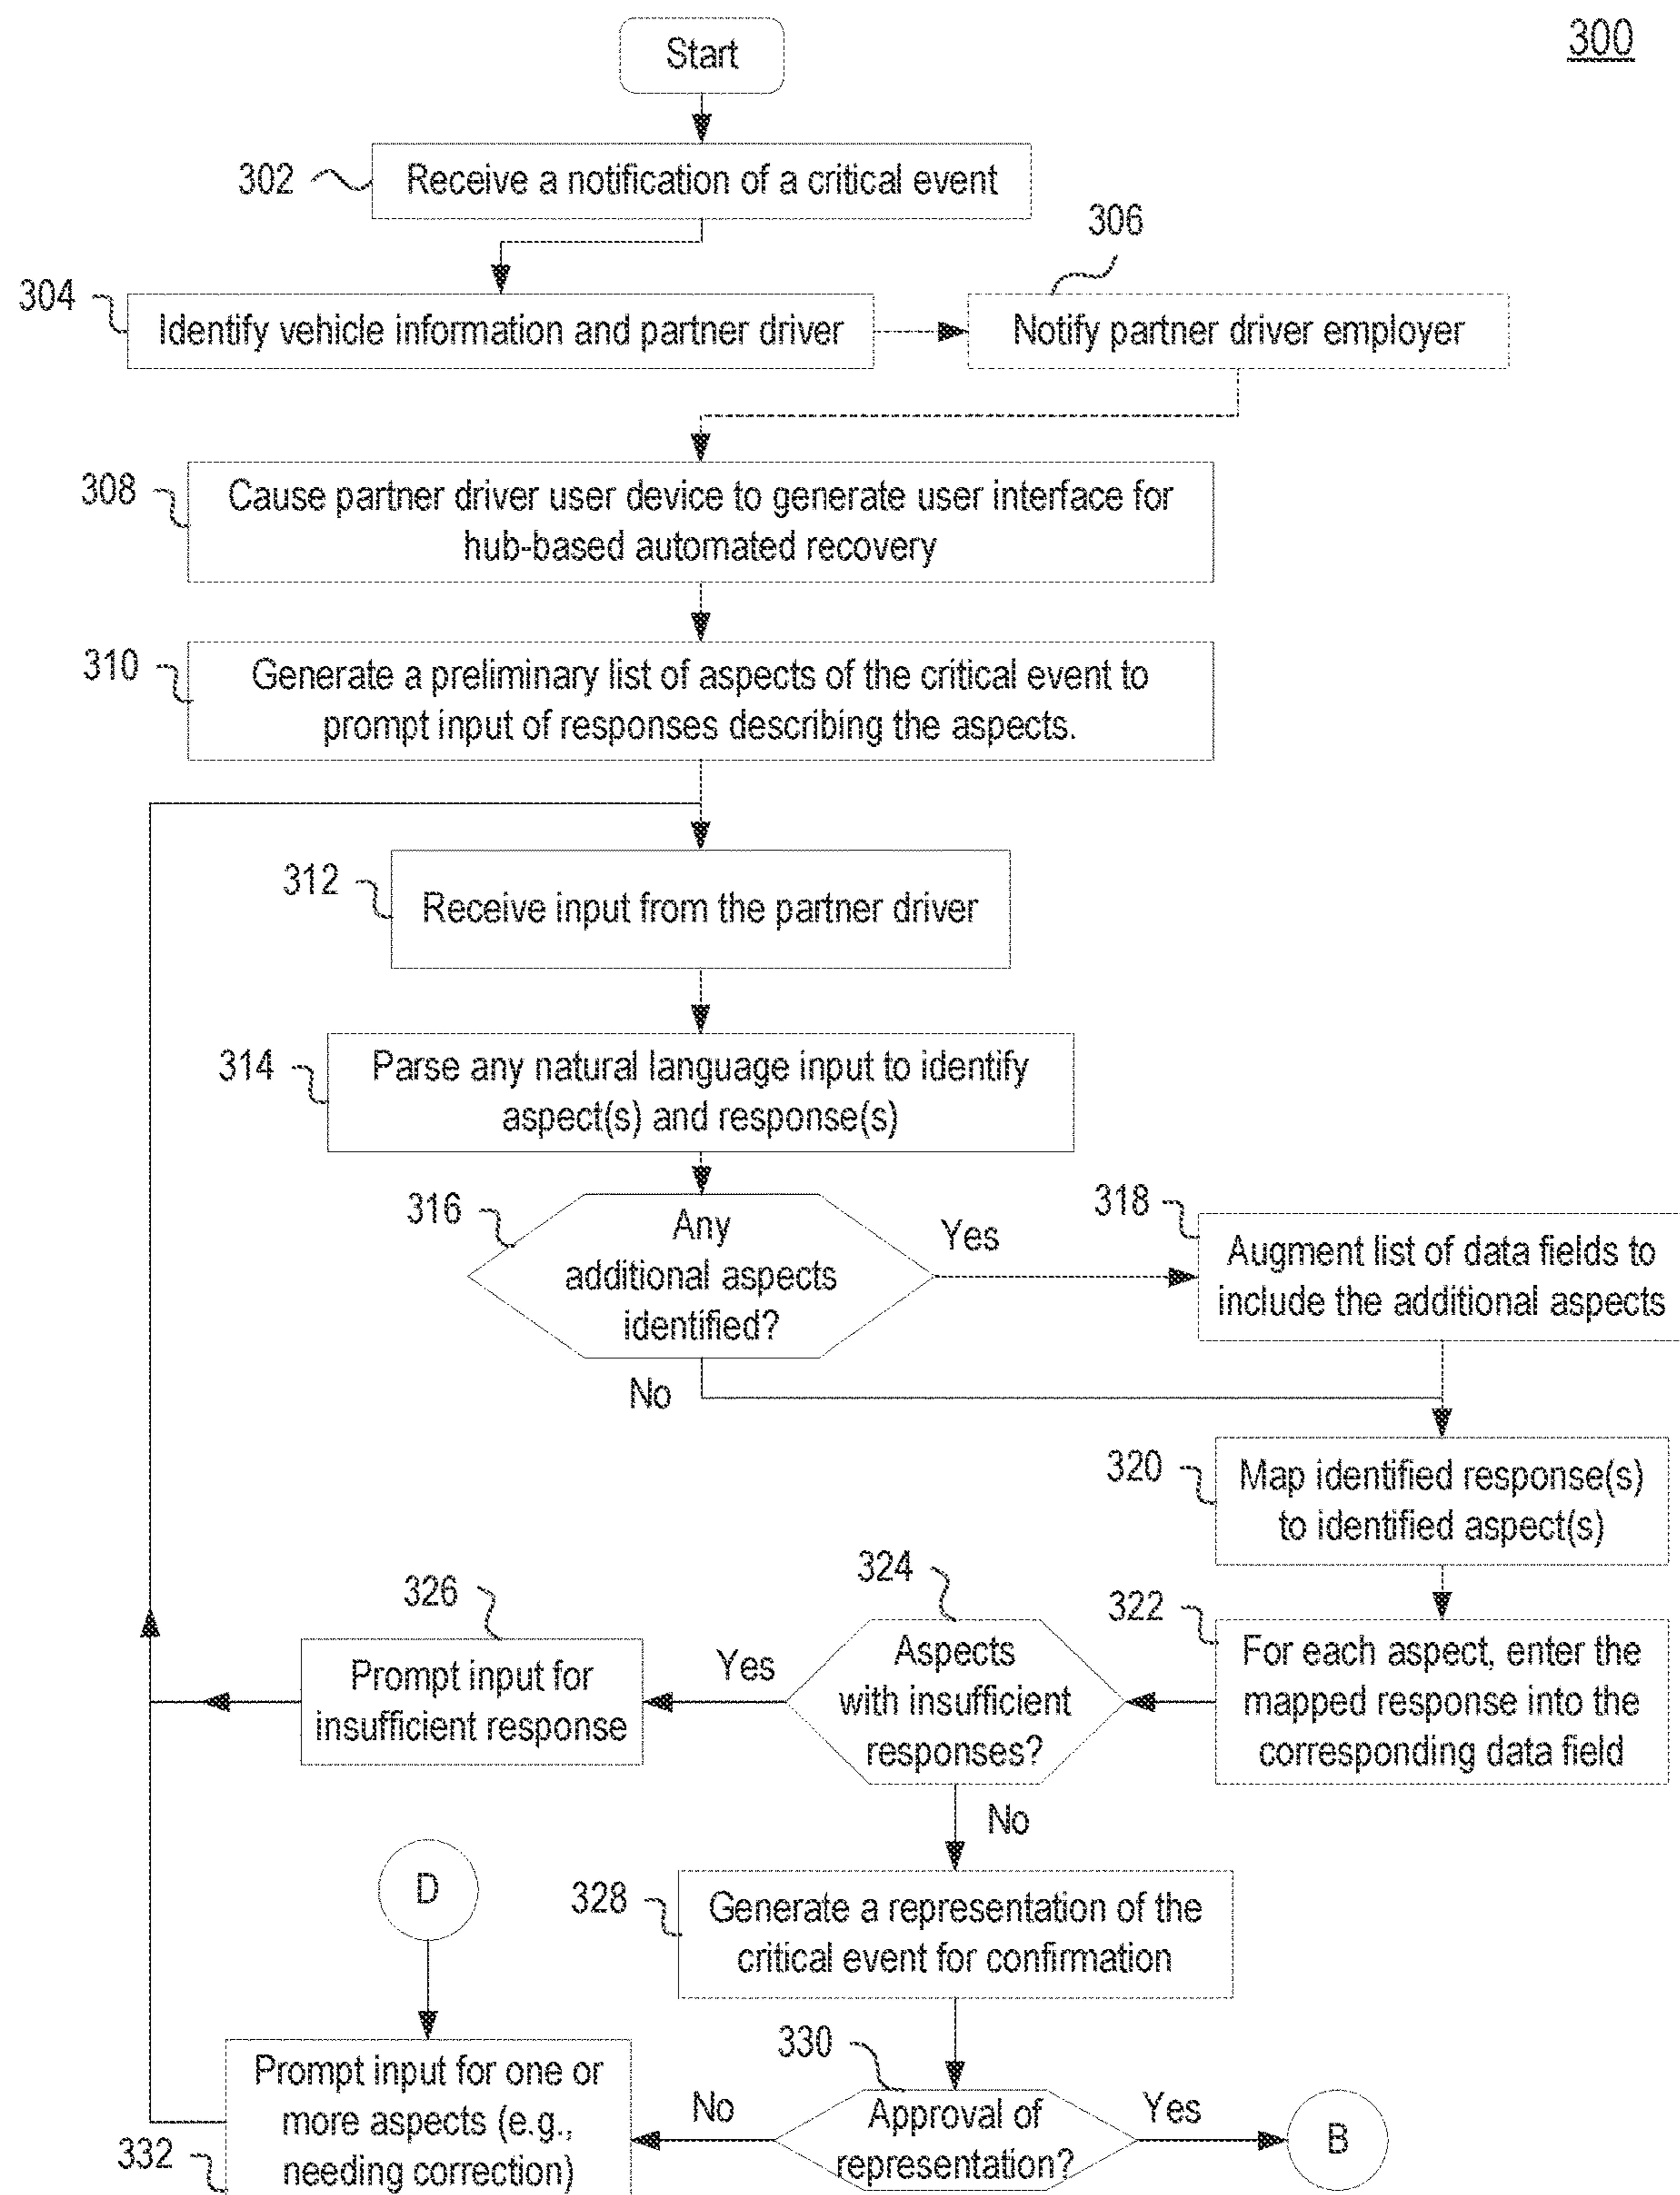 300
Start
302
Receive a notification of a critical event
306
304
Identify vehicle information and partner driver
Notify partner driver employer
308
Cause partner driver user device to generate user interface for
hub-based automated recovery
310
Generate a preliminary list of aspects of the critical event to
prompt input of responses describing the aspects.
312
Receive input from the partner driver
314
Parse any natural language input to identify
aspect(s) and response(s)
316
Any
additional aspects
identified?
Yes
No
318
Augment list of data fields to
include the additional aspects
320
Map identified response(s)
to identified aspect(s)
322
For each aspect, enter the
mapped response into the
corresponding data field
324
Aspects
with insufficient
responses?
Yes
No
326
Prompt input for
insufficient response
328
Generate a representation of the
critical event for confirmation
D
330
Approval of
representation?
No
Yes
B
332
Prompt input for one or
more aspects (e.g.,
needing correction)